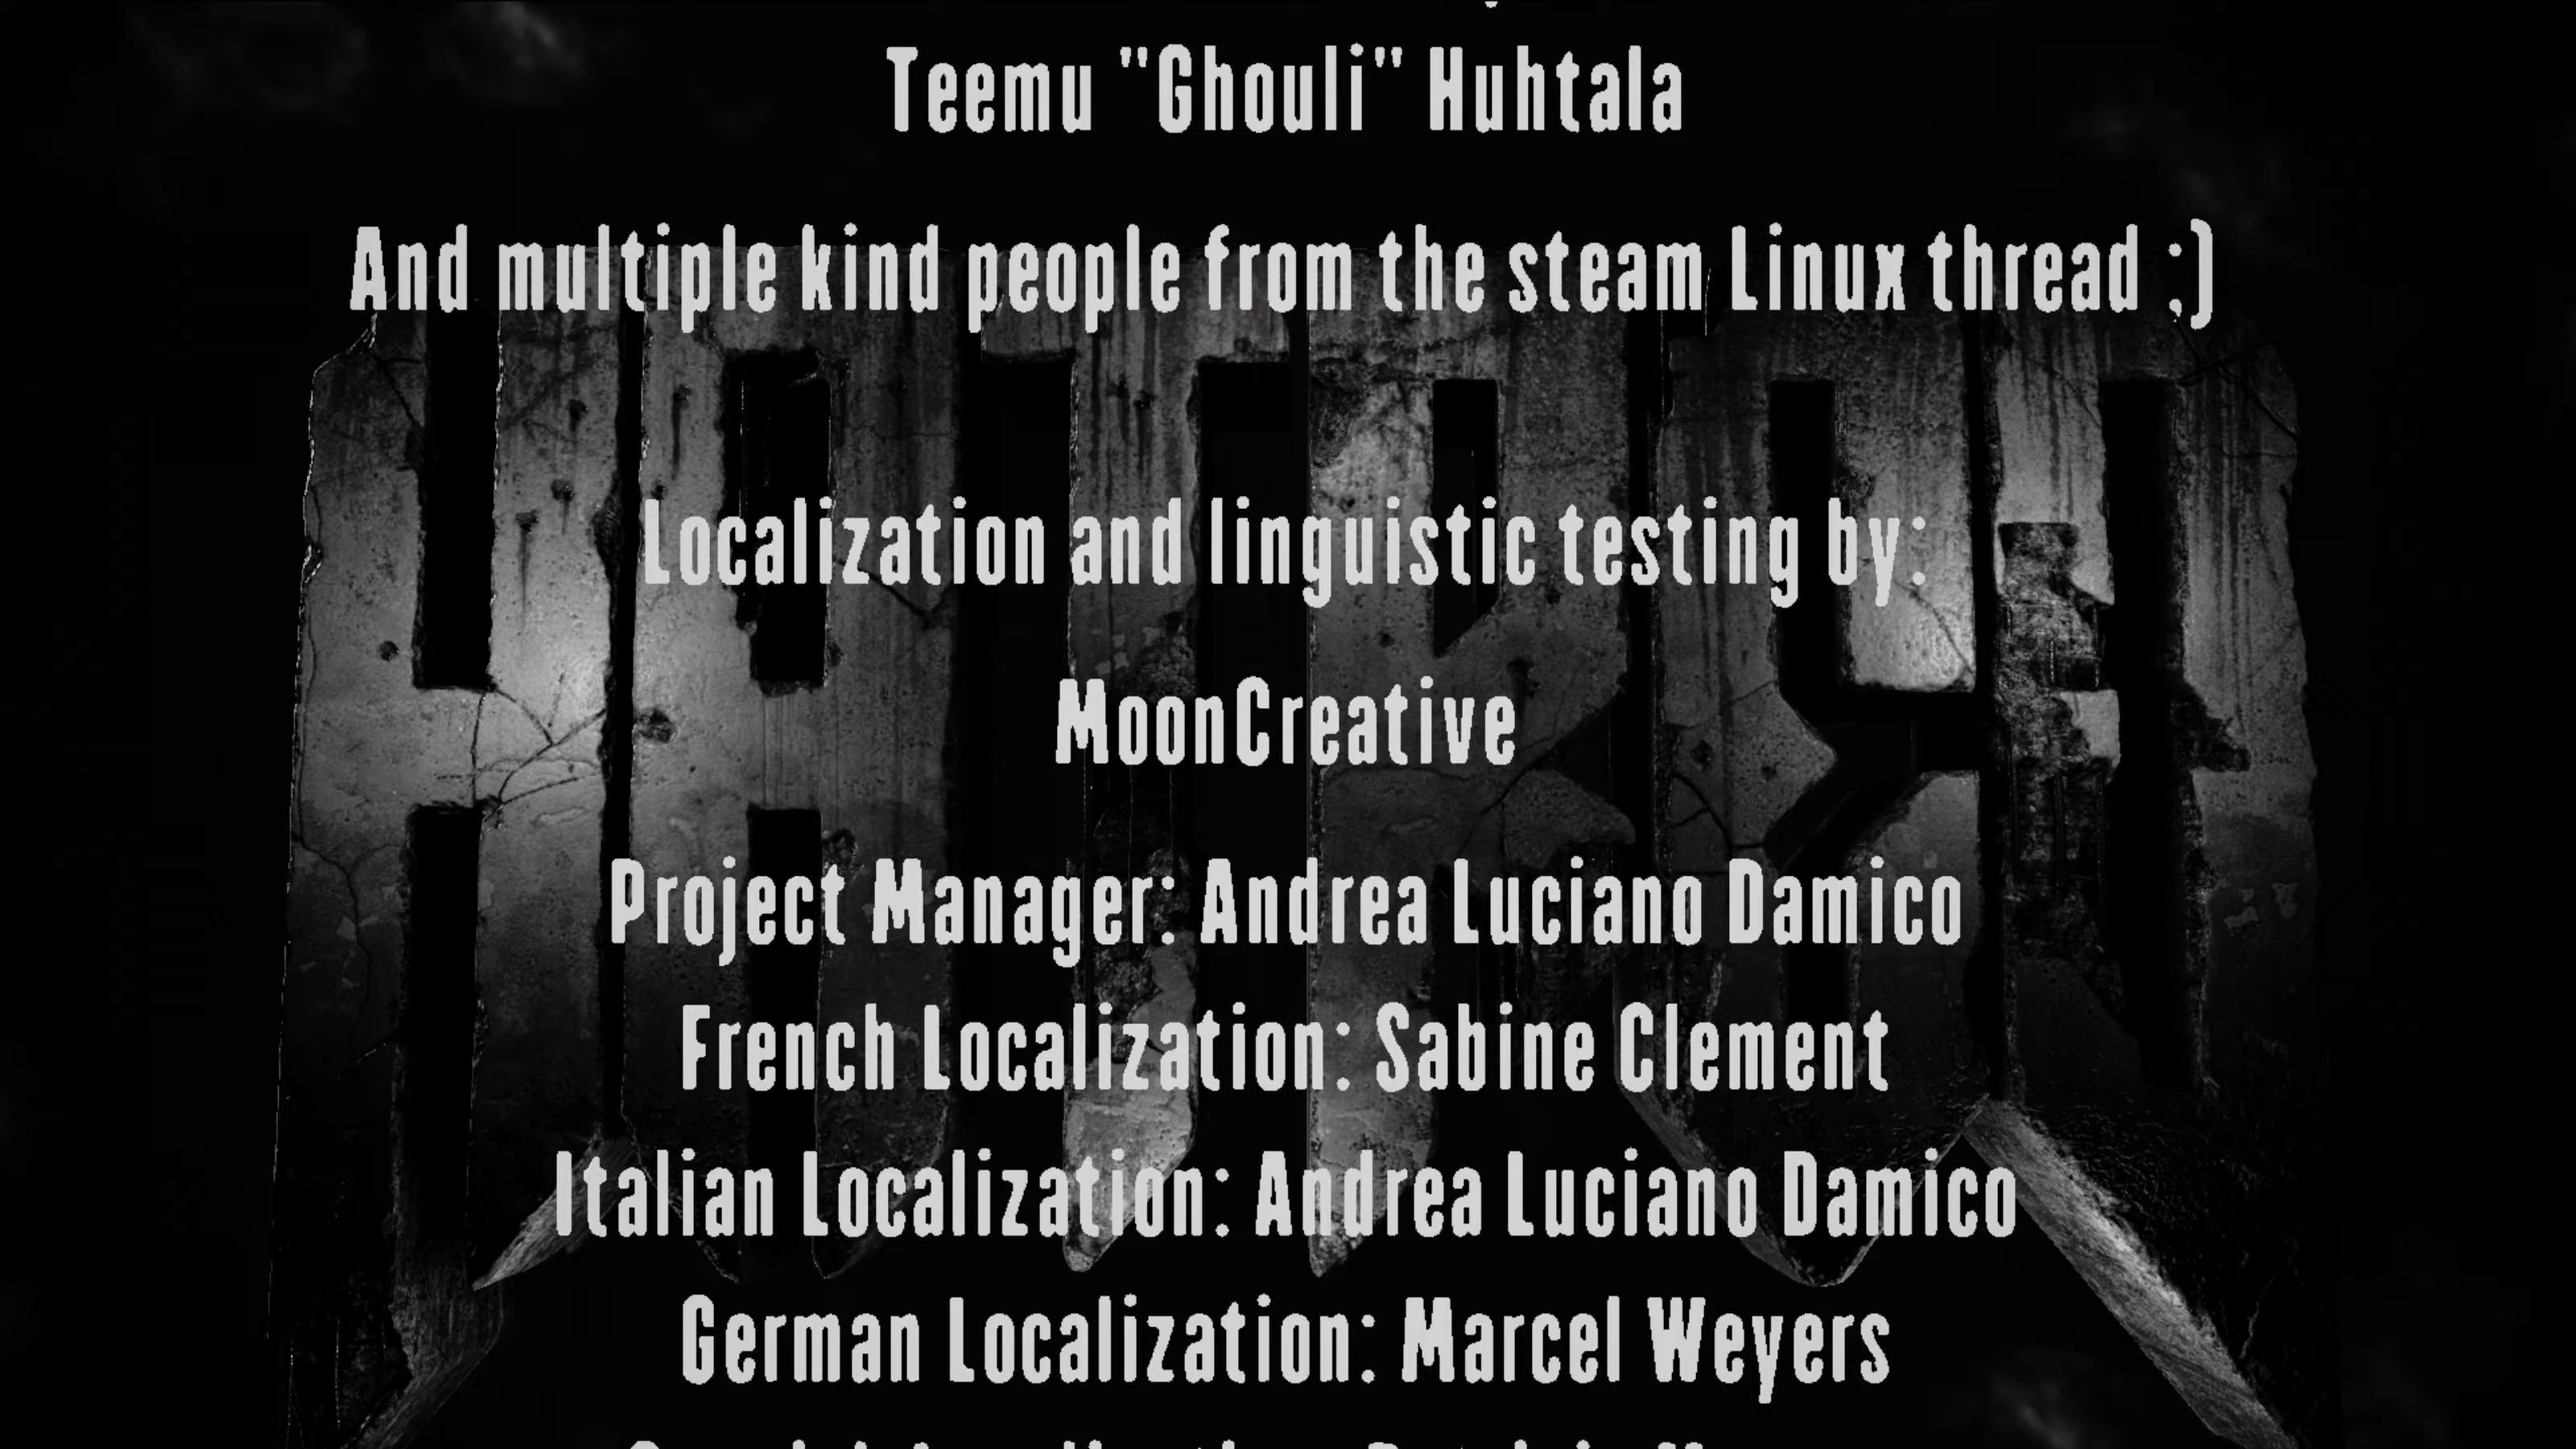 Teemu "Ghouli" Huhtala
And multiple kind people from the steam Linux thread ;)
HATRED
Localization and linguistic testing by:
MoonCreative
Project Manager: Andrea Luciano Damico
French Localization: Sabine Clement
Italian Localization: Andrea Luciano Damico
German Localization: Marcel Weyers